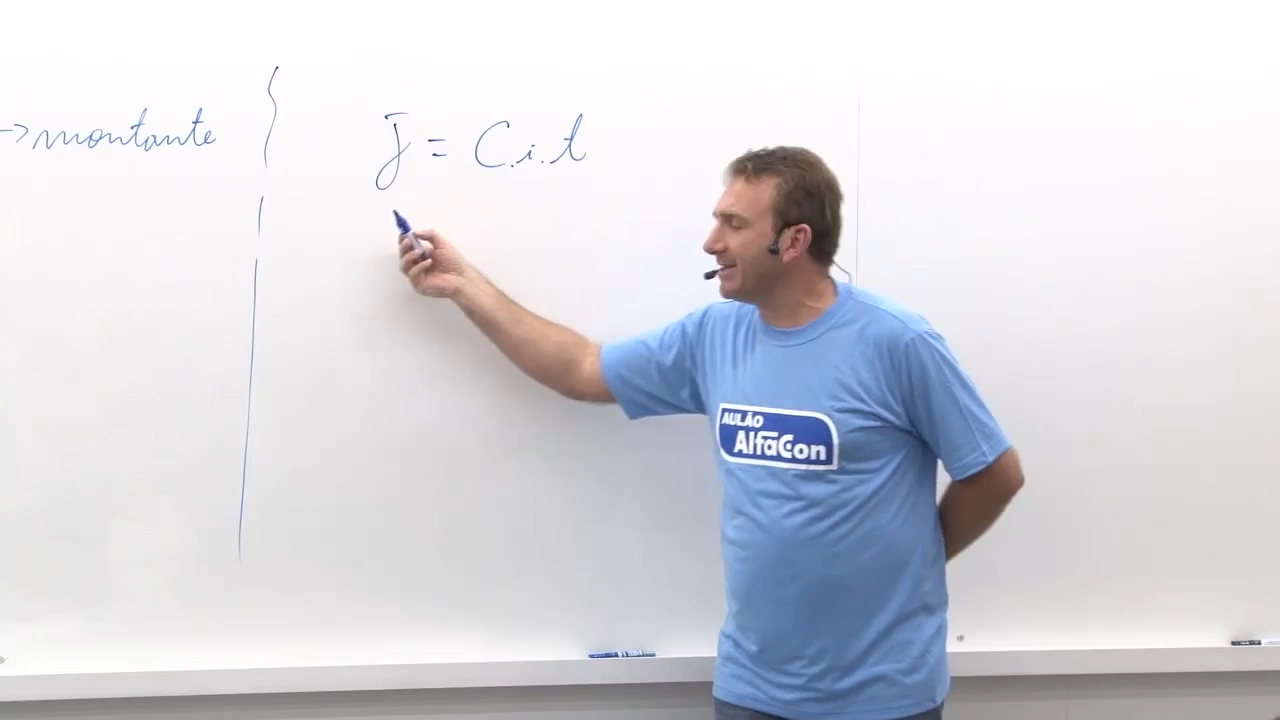 →montante
J = C.i.t
AULÃO
AlfaCon